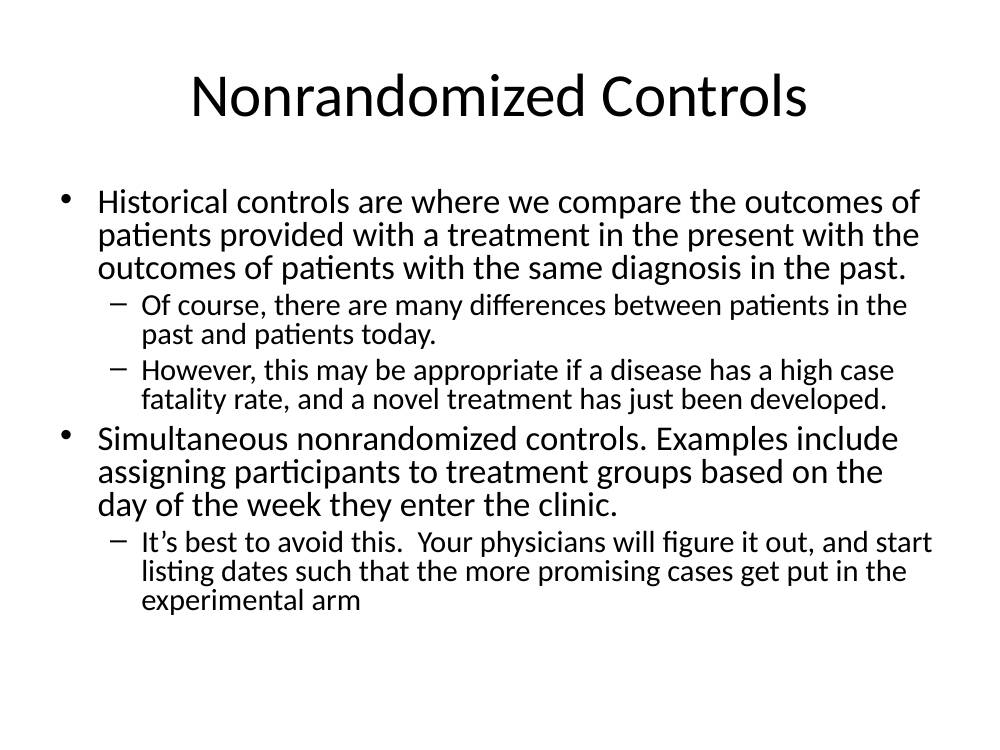 Nonrandomized Controls
• Historical controls are where we compare the outcomes of
patients provided with a treatment in the present with the
outcomes of patients with the same diagnosis in the past.
– Of course, there are many differences between patients in the
past and patients today.
– However, this may be appropriate if a disease has a high case
fatality rate, and a novel treatment has just been developed.
• Simultaneous nonrandomized controls. Examples include
assigning participants to treatment groups based on the
day of the week they enter the clinic.
– It’s best to avoid this.  Your physicians will figure it out, and start
listing dates such that the more promising cases get put in the
experimental arm